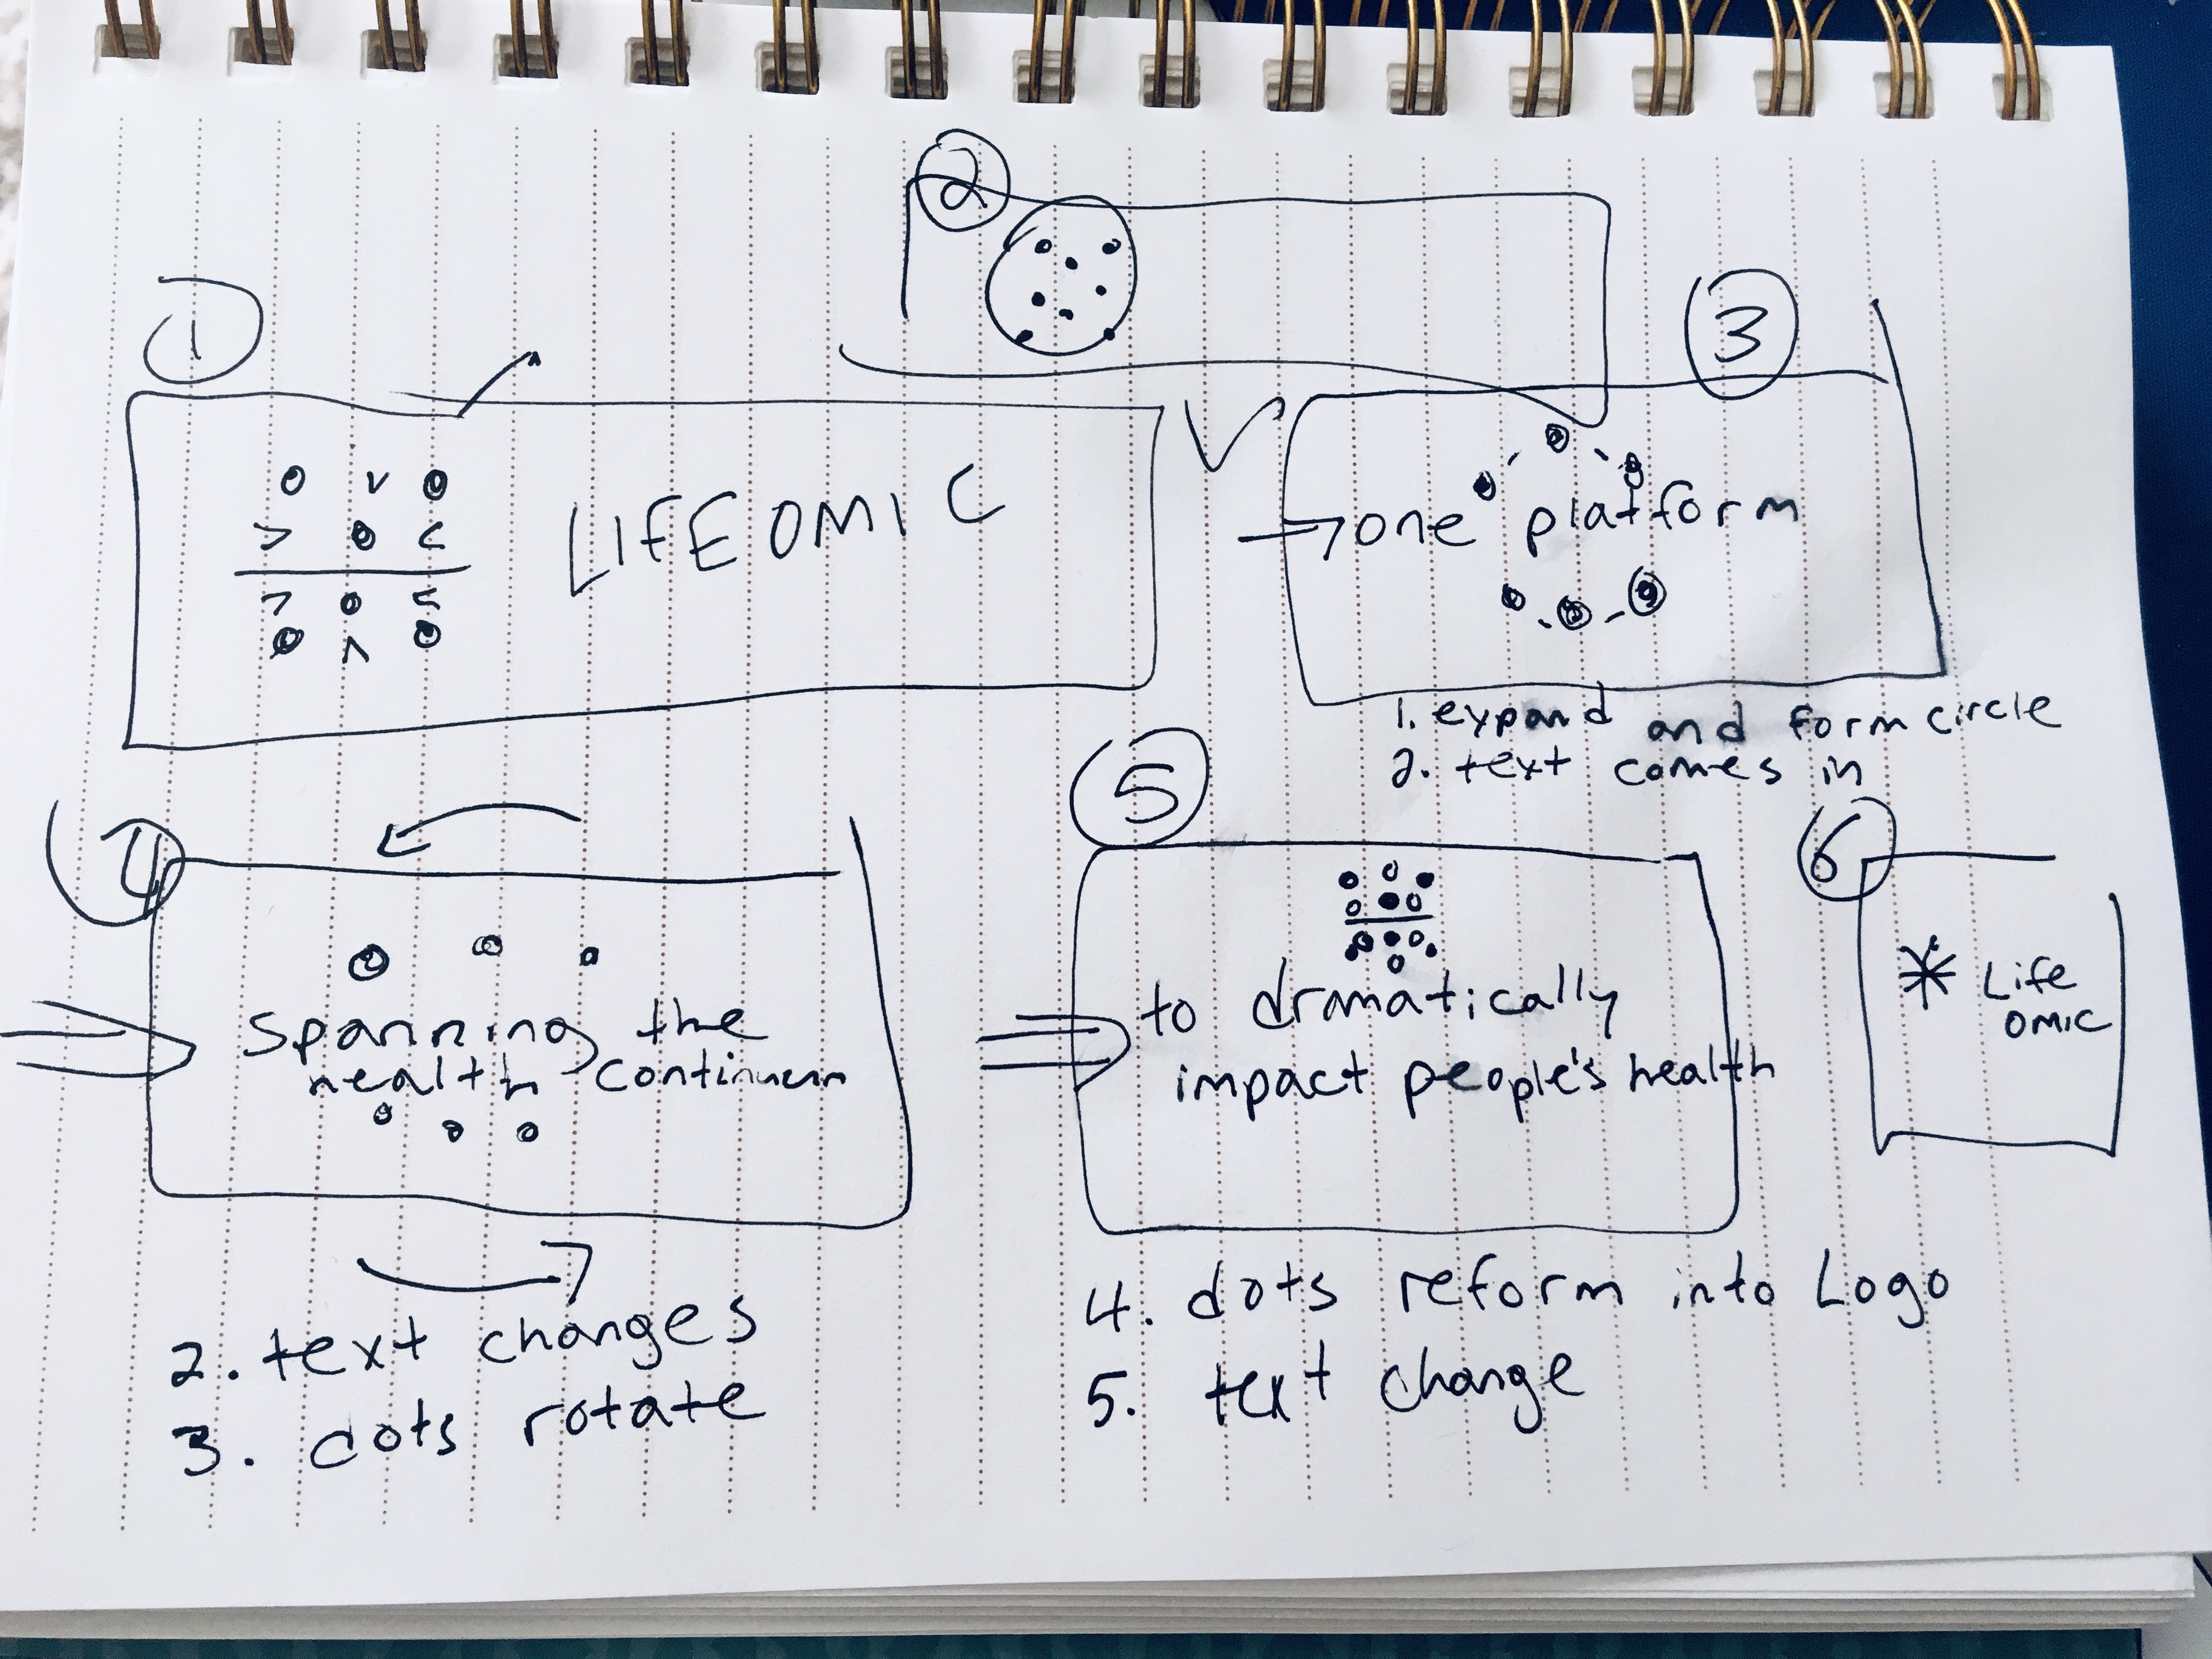 1
LIFEOMIC
2
3
one platform
1. expand and form circle
2. text comes in
4
Spanning the
health continuum
2. text changes
3. dots rotate
5
to dramatically
impact people's health
4. dots reform into Logo
5. text change
6
Life
omic